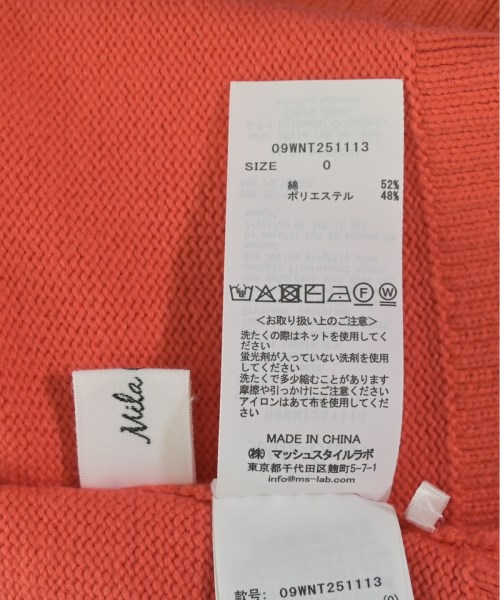 09WNT251113
SIZE 0
綿 52%
ポリエステル 48%
<お取り扱い上のご注意>
洗たくの際はネットを使用してく
ださい
蛍光剤が入っていない洗剤を使用
してください
洗たくで多少縮むことがあります
摩擦や引っかけにご注意ください
アイロンはあて布を使用してくだ
さい
MADE IN CHINA
(株) マッシュスタイルラボ
東京都千代田区麹町5-7-1
info@ms-lab.com
Mila
款号: 09WNT251113
(0)